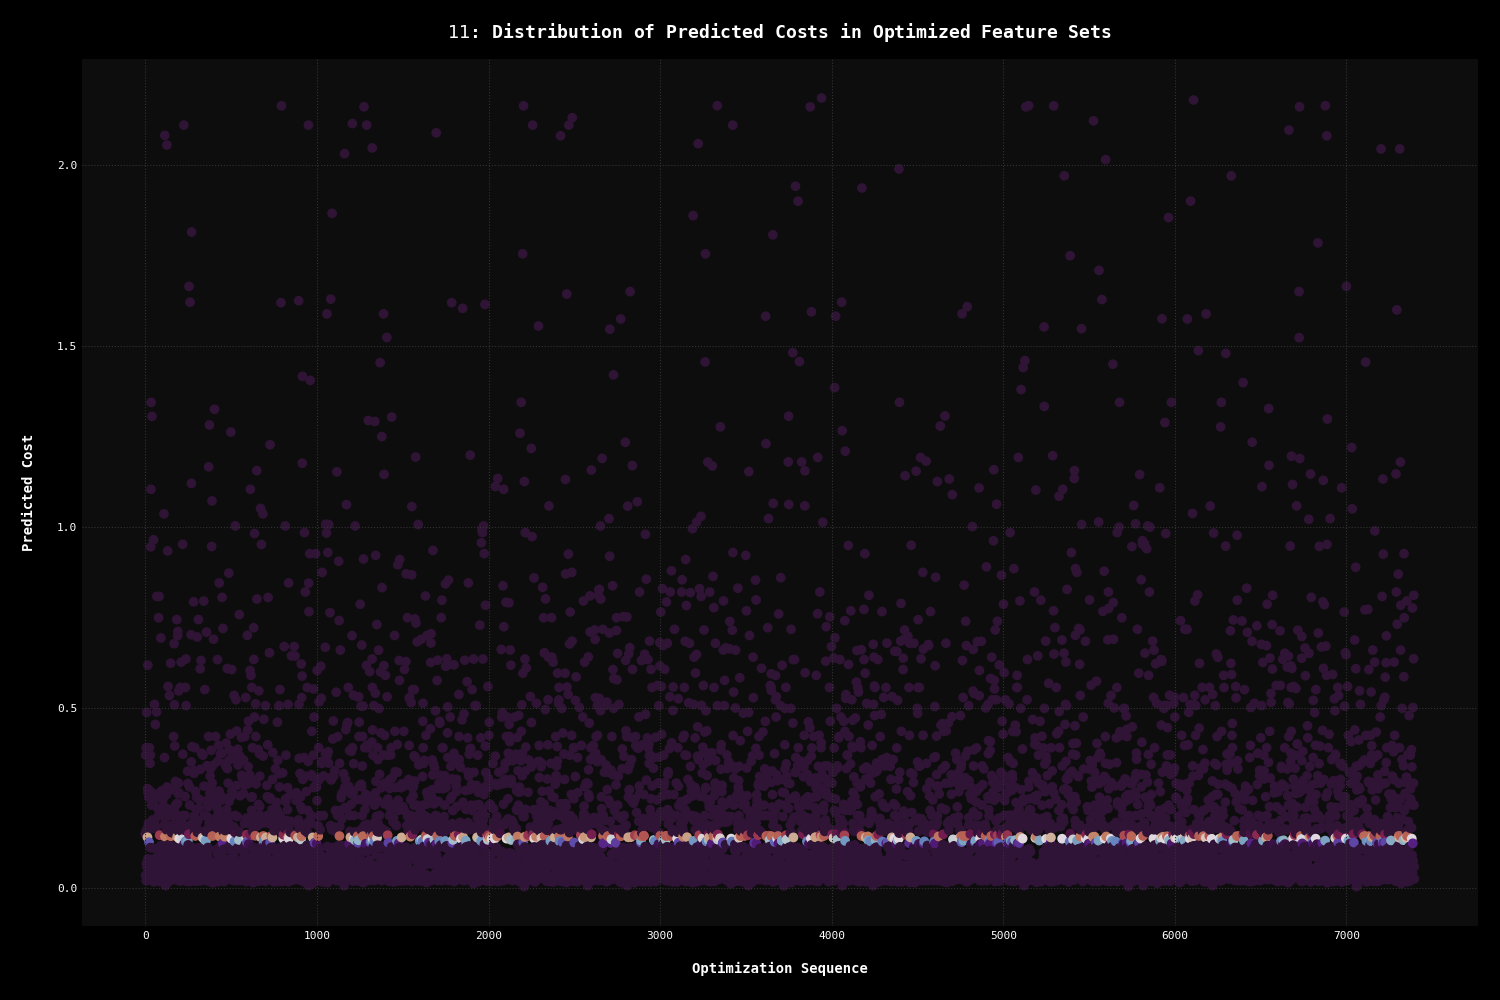 11: Distribution of Predicted Costs in Optimized Feature Sets
Predicted Cost
2.0
1.5
1.0
0.5
0.0
0 1000 2000 3000 4000 5000 6000 7000
Optimization Sequence